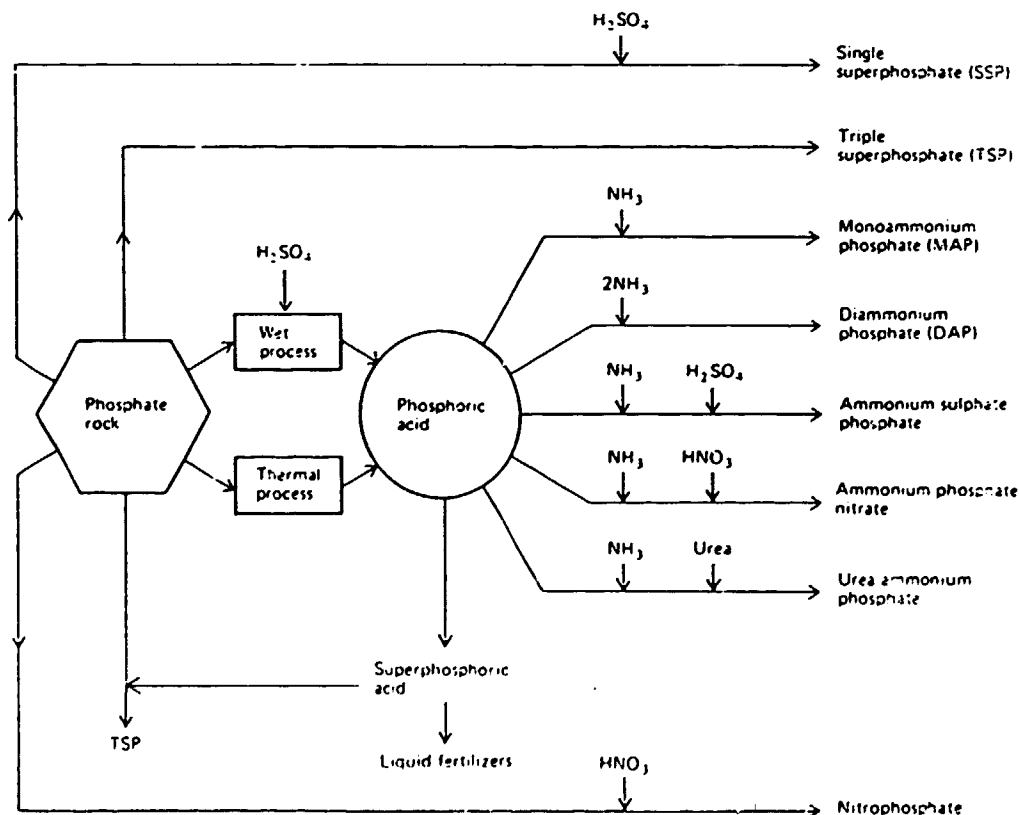 H₂SO₄
Single
superphosphate (SSP)
Triple
superphosphate (TSP)
NH₃
Monoammonium
phosphate (MAP)
H₂SO₄
2NH₃
Diammonium
phosphate (DAP)
Wet
process
NH₃
H₂SO₄
Phosphate
rock
Phosphoric
acid
Ammonium sulphate
phosphate
NH₃
HNO₃
Thermal
process
Ammonium phosphate
nitrate
NH₃
Urea
Urea ammonium
phosphate
Superphosphoric
acid
TSP
Liquid fertilizers
HNO₃
Nitrophosphate